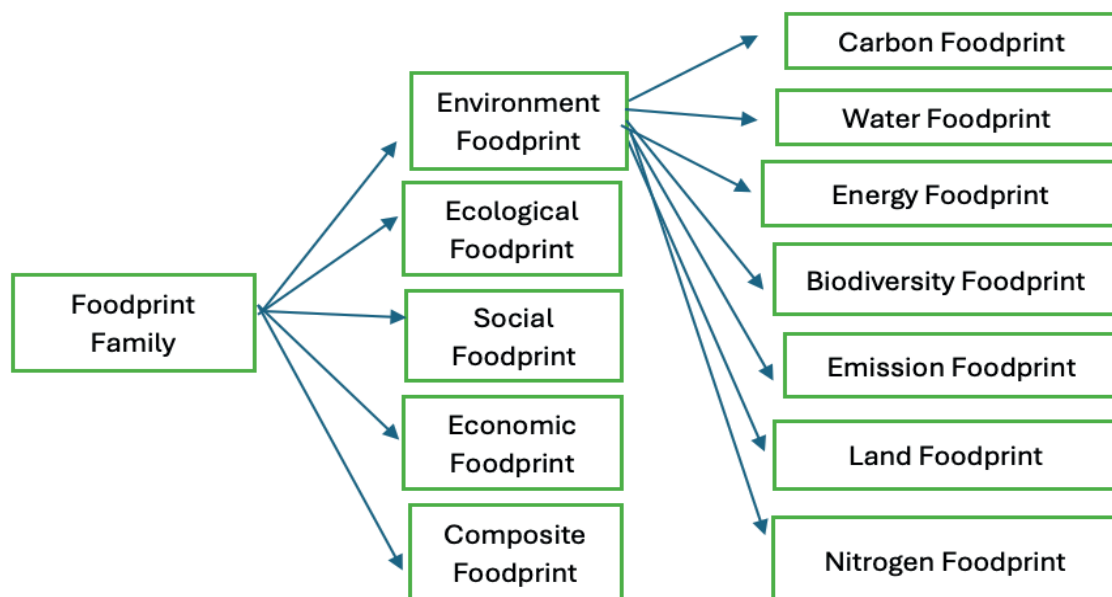 Foodprint
Family
Environment
Foodprint
Ecological
Foodprint
Social
Foodprint
Economic
Foodprint
Composite
Foodprint
Carbon Foodprint
Water Foodprint
Energy Foodprint
Biodiversity Foodprint
Emission Foodprint
Land Foodprint
Nitrogen Foodprint